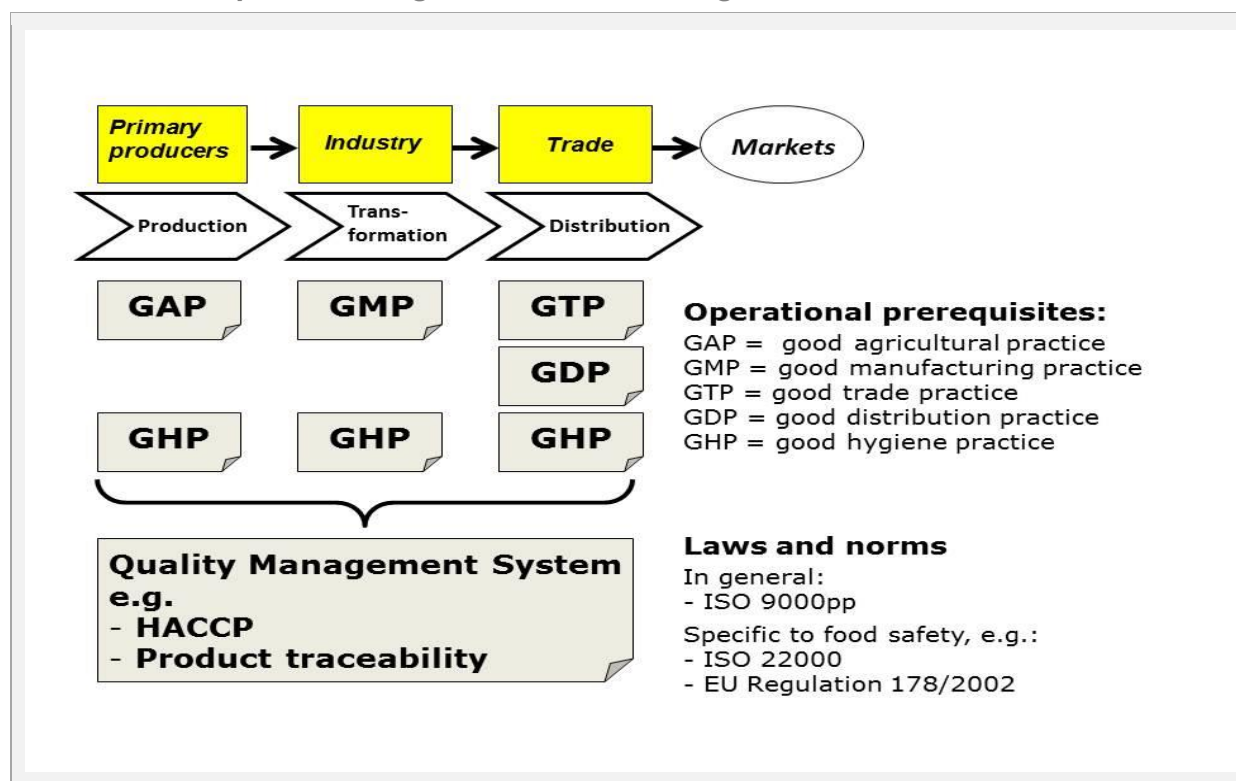 Primary
producers
Industry
Trade
Markets
Production
Trans-
formation
Distribution
GAP
GMP
GTP
GDP
GHP
GHP
GHP
Operational prerequisites:
GAP = good agricultural practice
GMP = good manufacturing practice
GTP = good trade practice
GDP = good distribution practice
GHP = good hygiene practice
Quality Management System
e.g.
- HACCP
- Product traceability
Laws and norms
In general:
- ISO 9000pp
Specific to food safety, e.g.:
- ISO 22000
- EU Regulation 178/2002